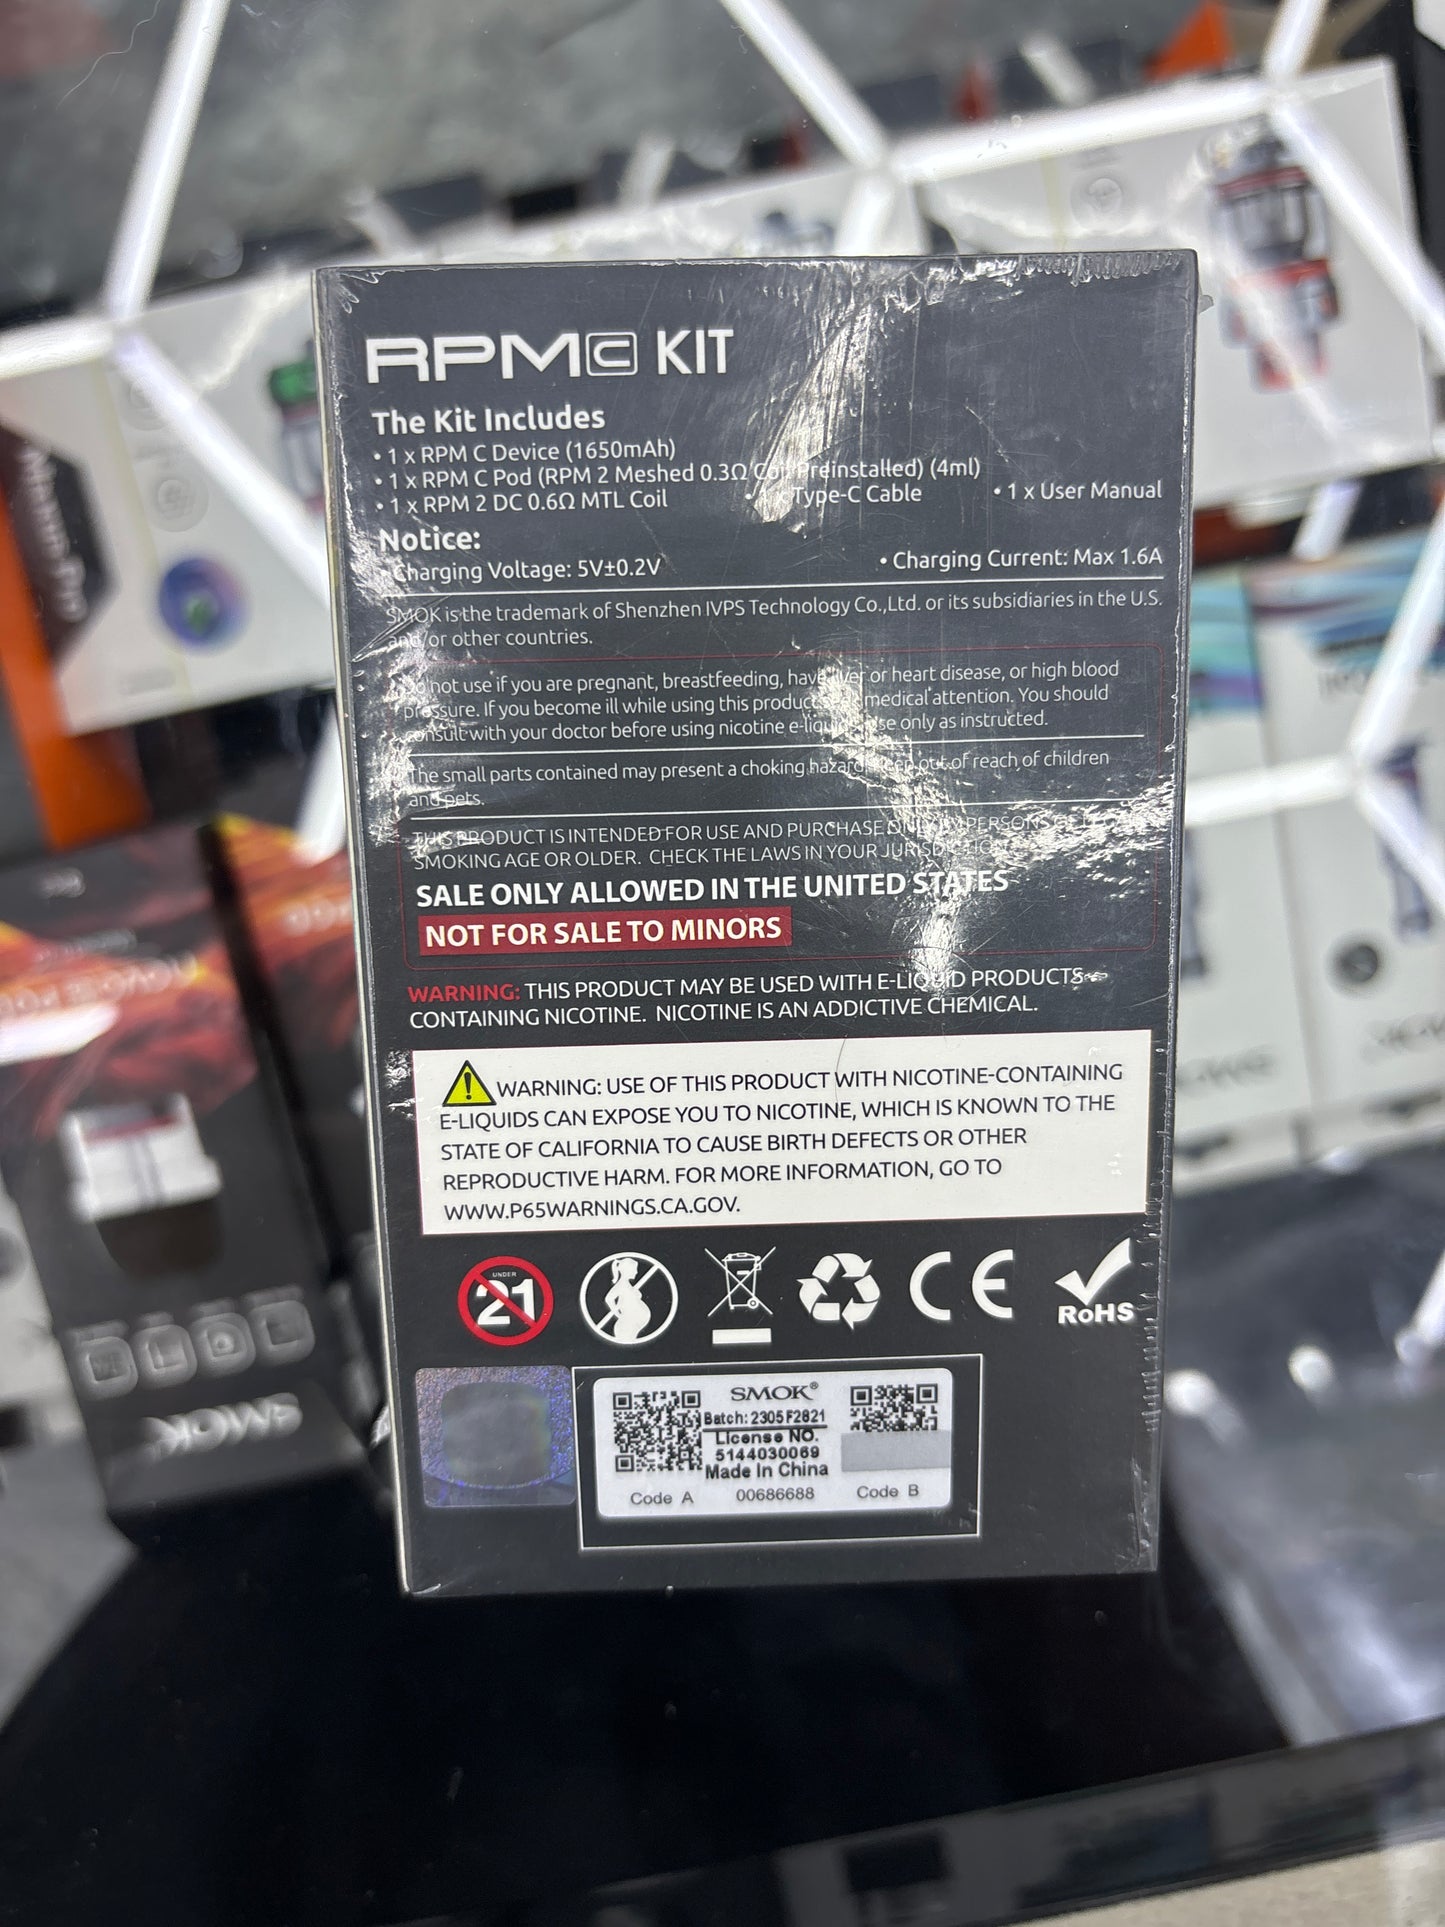 RPM C KIT
The Kit Includes
• 1 x RPM C Device (1650mAh)
• 1 x RPM C Pod (RPM 2 Meshed 0.3Ω Coil Preinstalled) (4ml)
• 1 x RPM 2 DC 0.6Ω MTL Coil • 1 x Type-C Cable • 1 x User Manual
Notice:
• Charging Voltage: 5V±0.2V • Charging Current: Max 1.6A
SMOK is the trademark of Shenzhen IVPS Technology Co.,Ltd. or its subsidiaries in the U.S.
and/or other countries.
Do not use if you are pregnant, breastfeeding, have liver or heart disease, or high blood
pressure. If you become ill while using this product, medical attention. You should
consult with your doctor before using nicotine e-liquids. Use only as instructed.
The small parts contained may present a choking hazard. Keep out of reach of children
and pets.
THIS PRODUCT IS INTENDED FOR USE AND PURCHASE ONLY BY PERSONS OF LEGAL
SMOKING AGE OR OLDER. CHECK THE LAWS IN YOUR JURISDICTION.
SALE ONLY ALLOWED IN THE UNITED STATES
NOT FOR SALE TO MINORS
WARNING: THIS PRODUCT MAY BE USED WITH E-LIQUID PRODUCTS
CONTAINING NICOTINE. NICOTINE IS AN ADDICTIVE CHEMICAL.
WARNING: USE OF THIS PRODUCT WITH NICOTINE-CONTAINING
E-LIQUIDS CAN EXPOSE YOU TO NICOTINE, WHICH IS KNOWN TO THE
STATE OF CALIFORNIA TO CAUSE BIRTH DEFECTS OR OTHER
REPRODUCTIVE HARM. FOR MORE INFORMATION, GO TO
WWW.P65WARNINGS.CA.GOV.
UNDER
21
CE
RoHS
SMOK®
Batch: 2305F2821
License NO.
5144030069
Made In China
Code A 00686688 Code B
SMOK